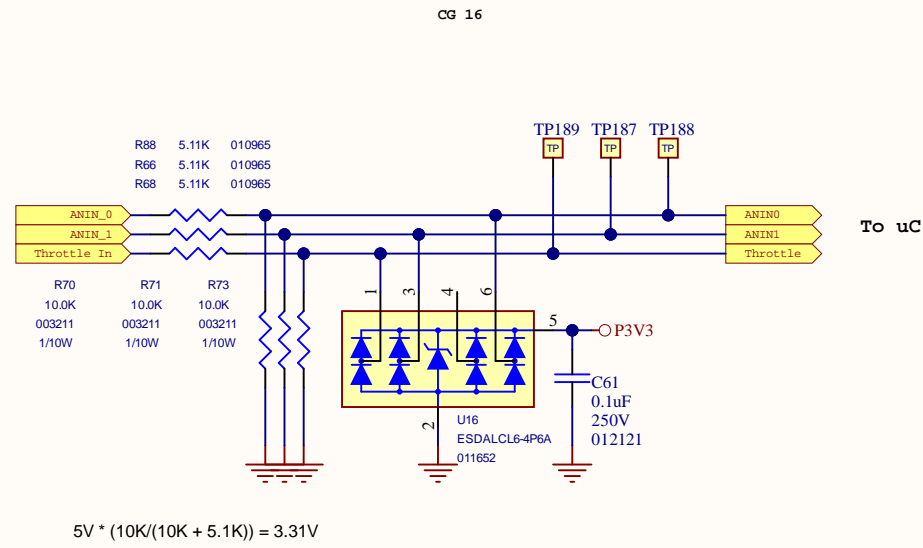 CG 16
TP189 TP187 TP188
TP TP TP
R88 5.11K 010965
R66 5.11K 010965
R68 5.11K 010965
ANIN_0 ANIN0
ANIN_1 ANIN1
Throttle In Throttle
To uC
R70 R71 R73
10.0K 10.0K 10.0K
003211 003211 003211
1/10W 1/10W 1/10W
1 3 4 6
5 P3V3
C61
0.1uF
250V
012121
2
U16
ESDALCL6-4P6A
011652
5V * (10K/(10K + 5.1K)) = 3.31V